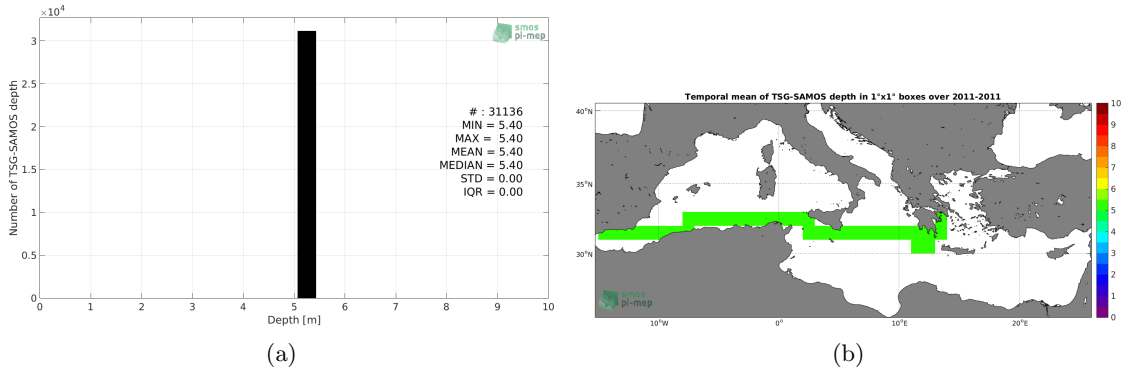 ×10⁴
3
2.5
2
1.5
1
0.5
0
Number of TSG-SAMOS depth
smos
pi-mep
# : 31136
MIN = 5.40
MAX = 5.40
MEAN = 5.40
MEDIAN = 5.40
STD = 0.00
IQR = 0.00
0 1 2 3 4 5 6 7 8 9 10
Depth [m]
(a)
Temporal mean of TSG-SAMOS depth in 1°x1° boxes over 2011-2011
40°N
35°N
30°N
10°W 0° 10°E 20°E
smos
pi-mep
10
9
8
7
6
5
4
3
2
1
0
(b)